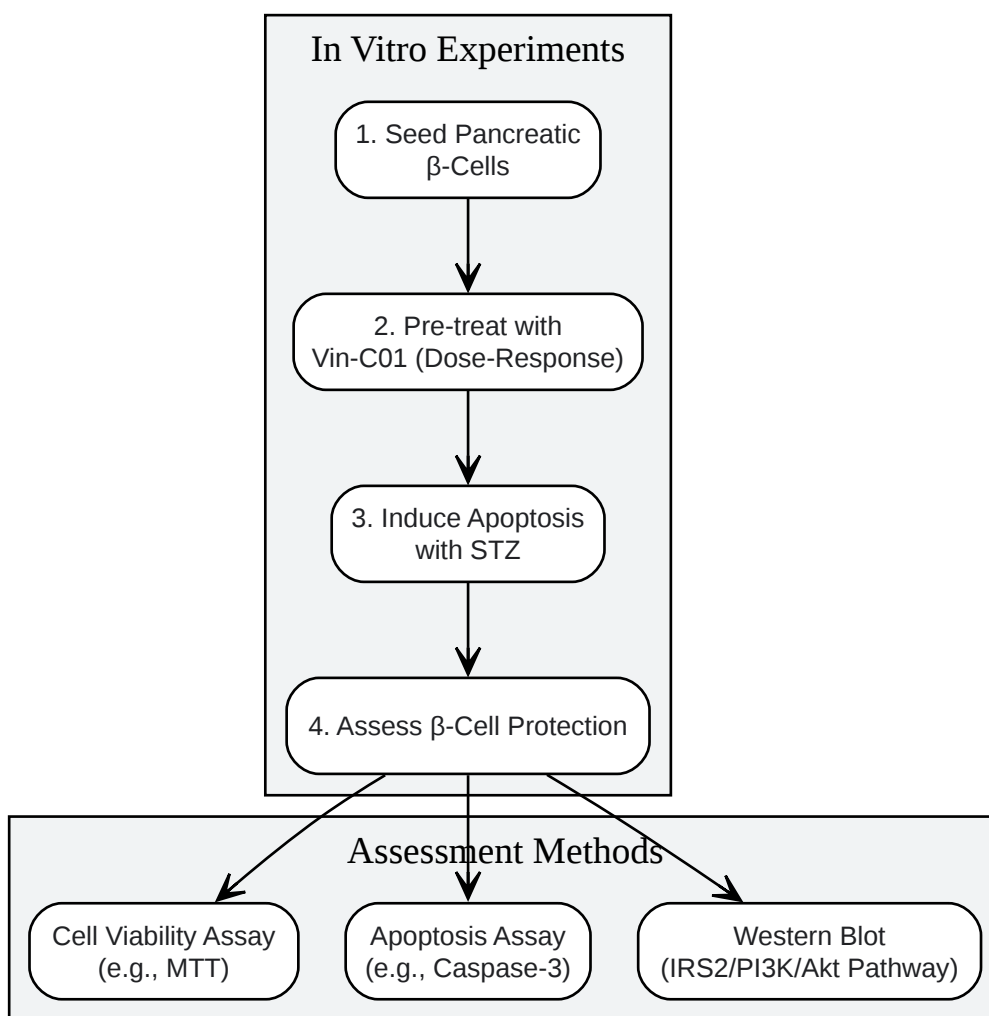 In Vitro Experiments
1. Seed Pancreatic
β-Cells
2. Pre-treat with
Vin-C01 (Dose-Response)
3. Induce Apoptosis
with STZ
4. Assess β-Cell Protection
Assessment Methods
Cell Viability Assay
(e.g., MTT)
Apoptosis Assay
(e.g., Caspase-3)
Western Blot
(IRS2/PI3K/Akt Pathway)